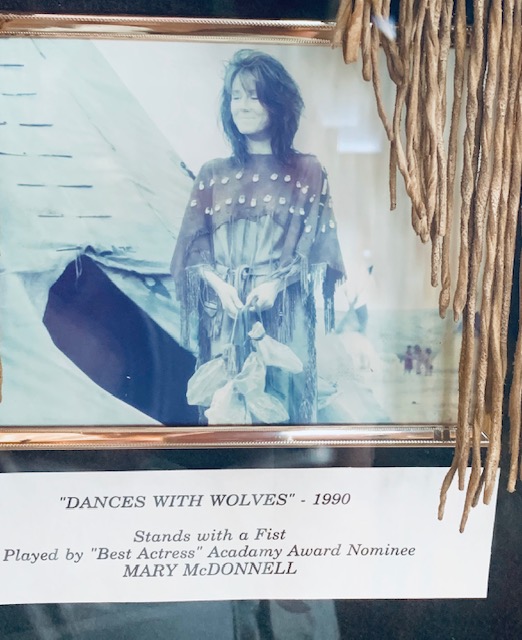 "DANCES WITH WOLVES" - 1990
Stands with a Fist
Played by "Best Actress" Acadamy Award Nominee
MARY McDONNELL